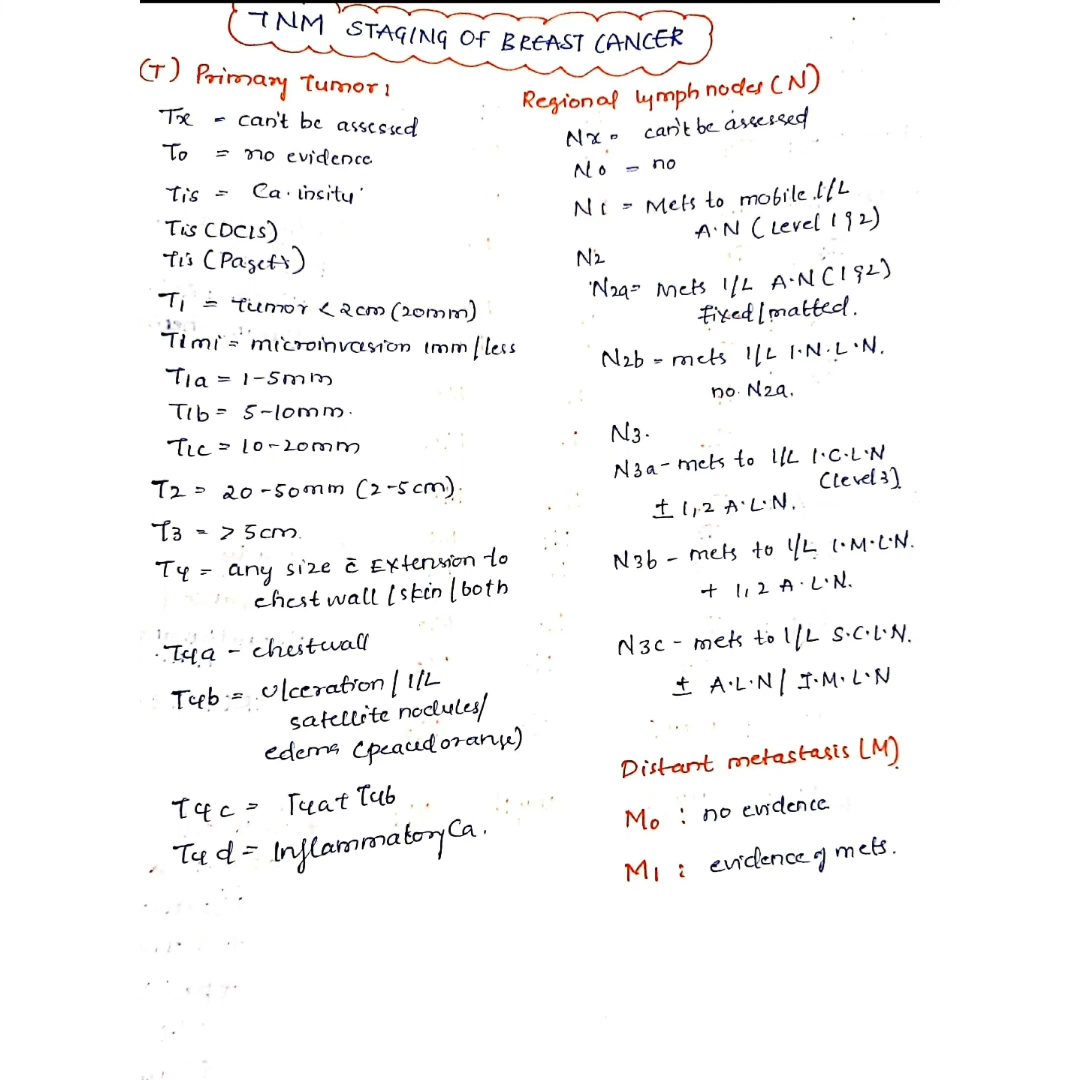 TNM STAGING OF BREAST CANCER
(T) Primary Tumor:
Tx - can't be assessed
To = no evidence
Tis = Ca. insity
Tis (DCIS)
Tis (Paget's)
T1 = Tumor < 2cm (20mm)
T1mi = microinvasion 1mm/less
T1a = 1-5mm
T1b = 5-10mm.
T1c = 10-20mm
T2 = 20-50mm (2-5cm).
T3 - > 5cm.
T4 = any size c̄ Extension to
chest wall /skin /both
T4a - chestwall
T4b = Ulceration / I/L
satellite nodules/
edema (peaued orange)
T4c = T4a+ T4b
T4d = Inflammatory Ca.
Regional lymph nodes (N)
Nx = can't be assessed
No - no
N1 = Mets to mobile I/L
A.N (Level 1 & 2)
N2
N2a= Mets I/L A.N (1 & 2)
fixed/matted.
N2b = mets I/L I.N.L.N.
no N2a.
N3.
N3a - mets to I/L I.C.L.N
(level 3)
± 1,2 A.L.N.
N3b - mets to I/L I.M.L.N.
+ 1,2 A.L.N.
N3c - mets to I/L S.C.L.N.
± A.L.N/ I.M.L.N
Distant metastasis (M)
Mo : no evidence
M1 : evidence of mets.